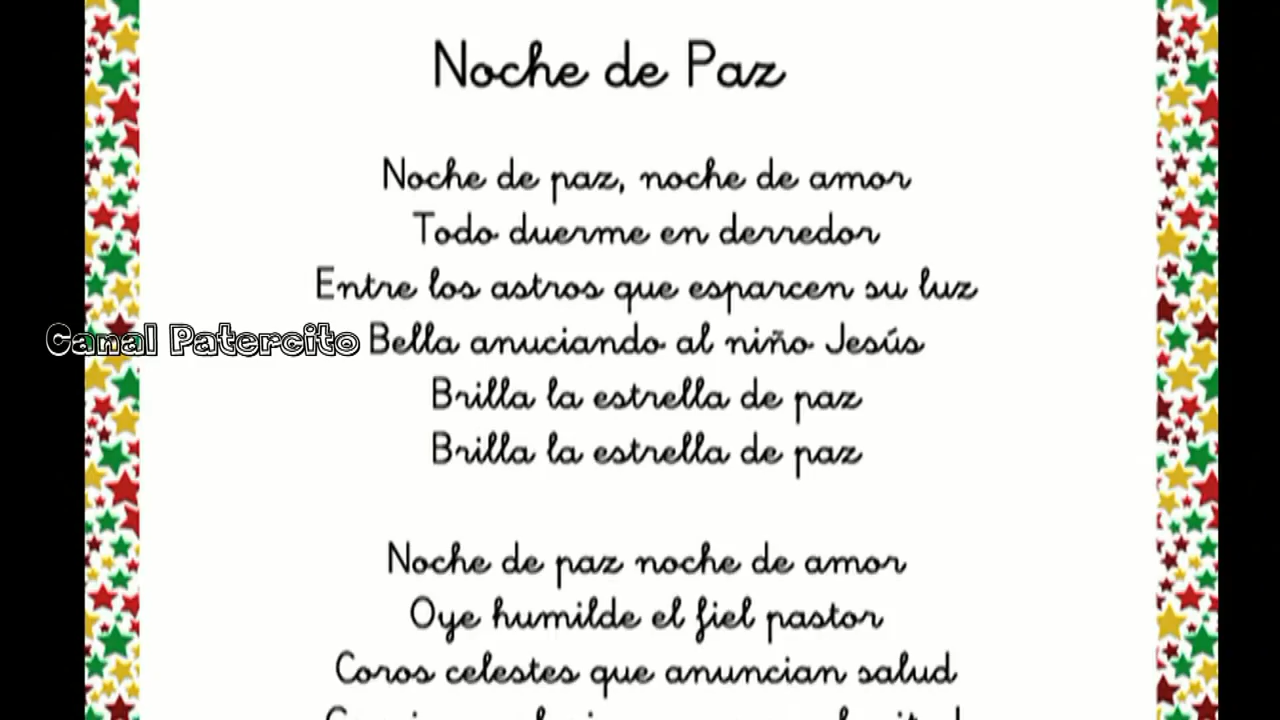 Noche de Paz
Noche de paz, noche de amor
Todo duerme en derredor
Entre los astros que esparcen su luz
Canal Patercito
Bella anuciando al niño Jesús
Brilla la estrella de paz
Brilla la estrella de paz
Noche de paz noche de amor
Oye humilde el fiel pastor
Coros celestes que anuncian salud